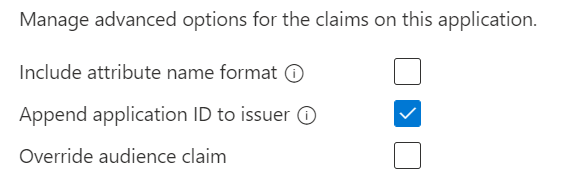 Manage advanced options for the claims on this application.
Include attribute name format
Append application ID to issuer
Override audience claim